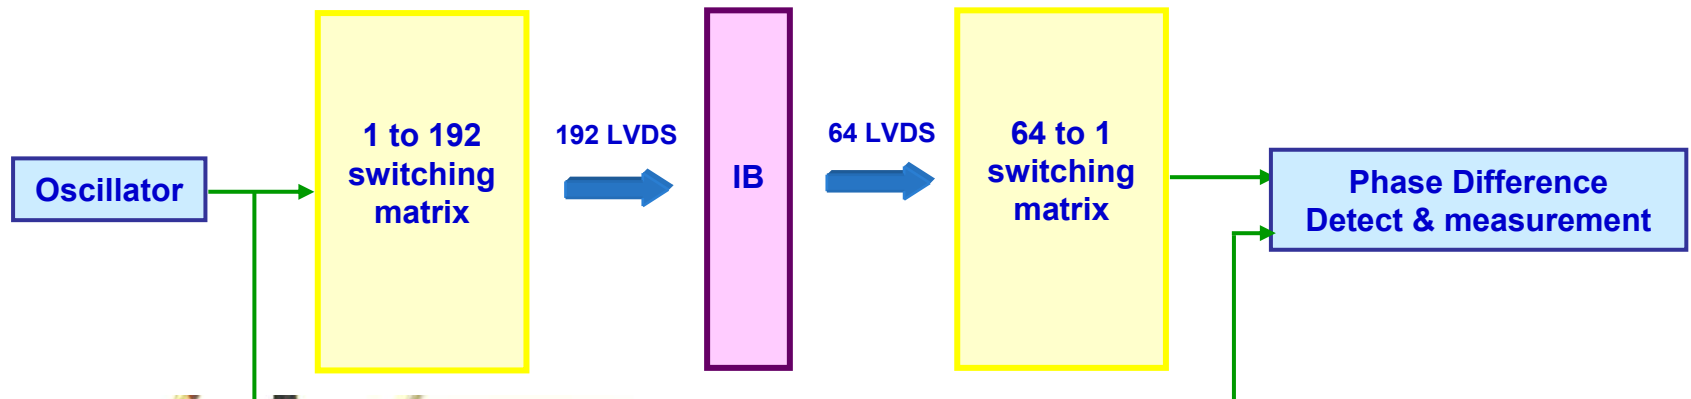 Oscillator
1 to 192
switching
matrix
192 LVDS
IB
64 LVDS
64 to 1
switching
matrix
Phase Difference
Detect & measurement